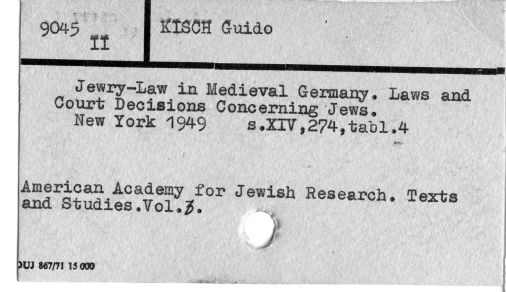 9045 II
KISCH Guido
Jewry-Law in Medieval Germany. Laws and
Court Decisions Concerning Jews.
New York 1949 s.XIV,274,tabl.4
American Academy for Jewish Research. Texts
and Studies.Vol.3.
DUJ 867/71 15 000